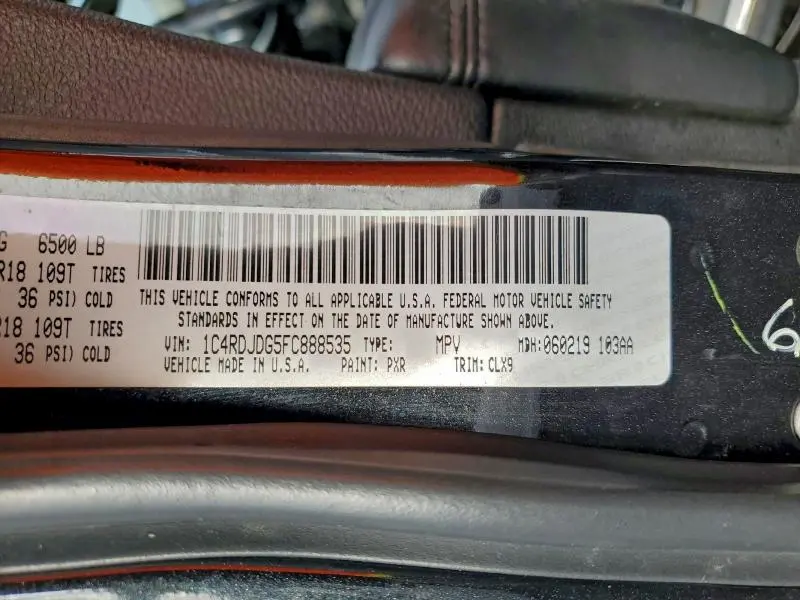 G 6500 LB
R18 109T TIRES
36 PSI) COLD
R18 109T TIRES
36 PSI) COLD
THIS VEHICLE CONFORMS TO ALL APPLICABLE U.S.A. FEDERAL MOTOR VEHICLE SAFETY
STANDARDS IN EFFECT ON THE DATE OF MANUFACTURE SHOWN ABOVE.
VIN: 1C4RDJDG5FC888535 TYPE: MPV MDH: 060219 103AA
VEHICLE MADE IN U.S.A. PAINT: PXR TRIM: CLX9
6